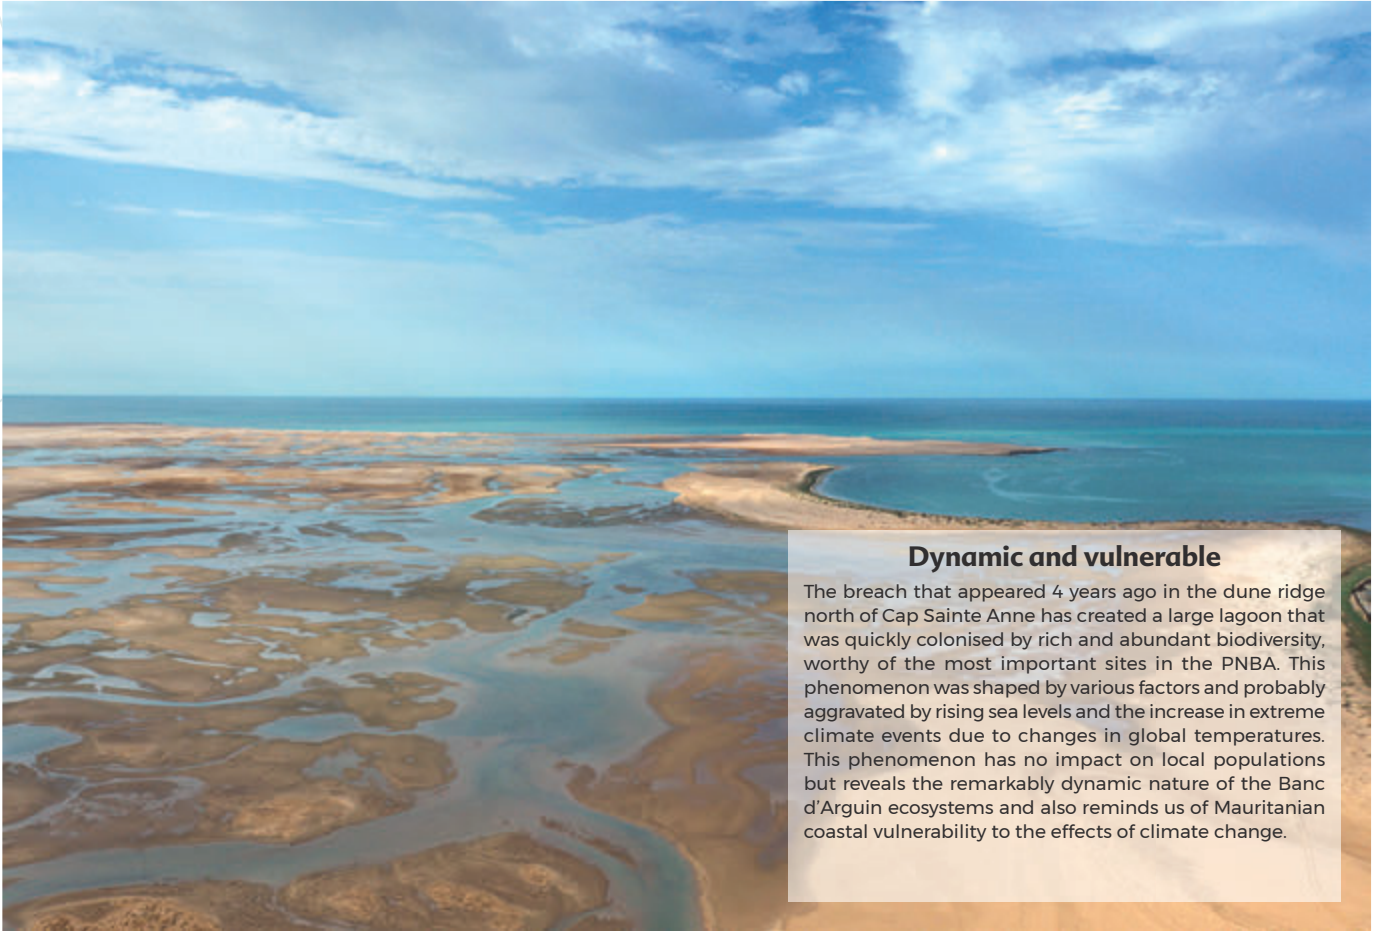 Dynamic and vulnerable
The breach that appeared 4 years ago in the dune ridge
north of Cap Sainte Anne has created a large lagoon that
was quickly colonised by rich and abundant biodiversity,
worthy of the most important sites in the PNBA. This
phenomenon was shaped by various factors and probably
aggravated by rising sea levels and the increase in extreme
climate events due to changes in global temperatures.
This phenomenon has no impact on local populations
but reveals the remarkably dynamic nature of the Banc
d’Arguin ecosystems and also reminds us of Mauritanian
coastal vulnerability to the effects of climate change.